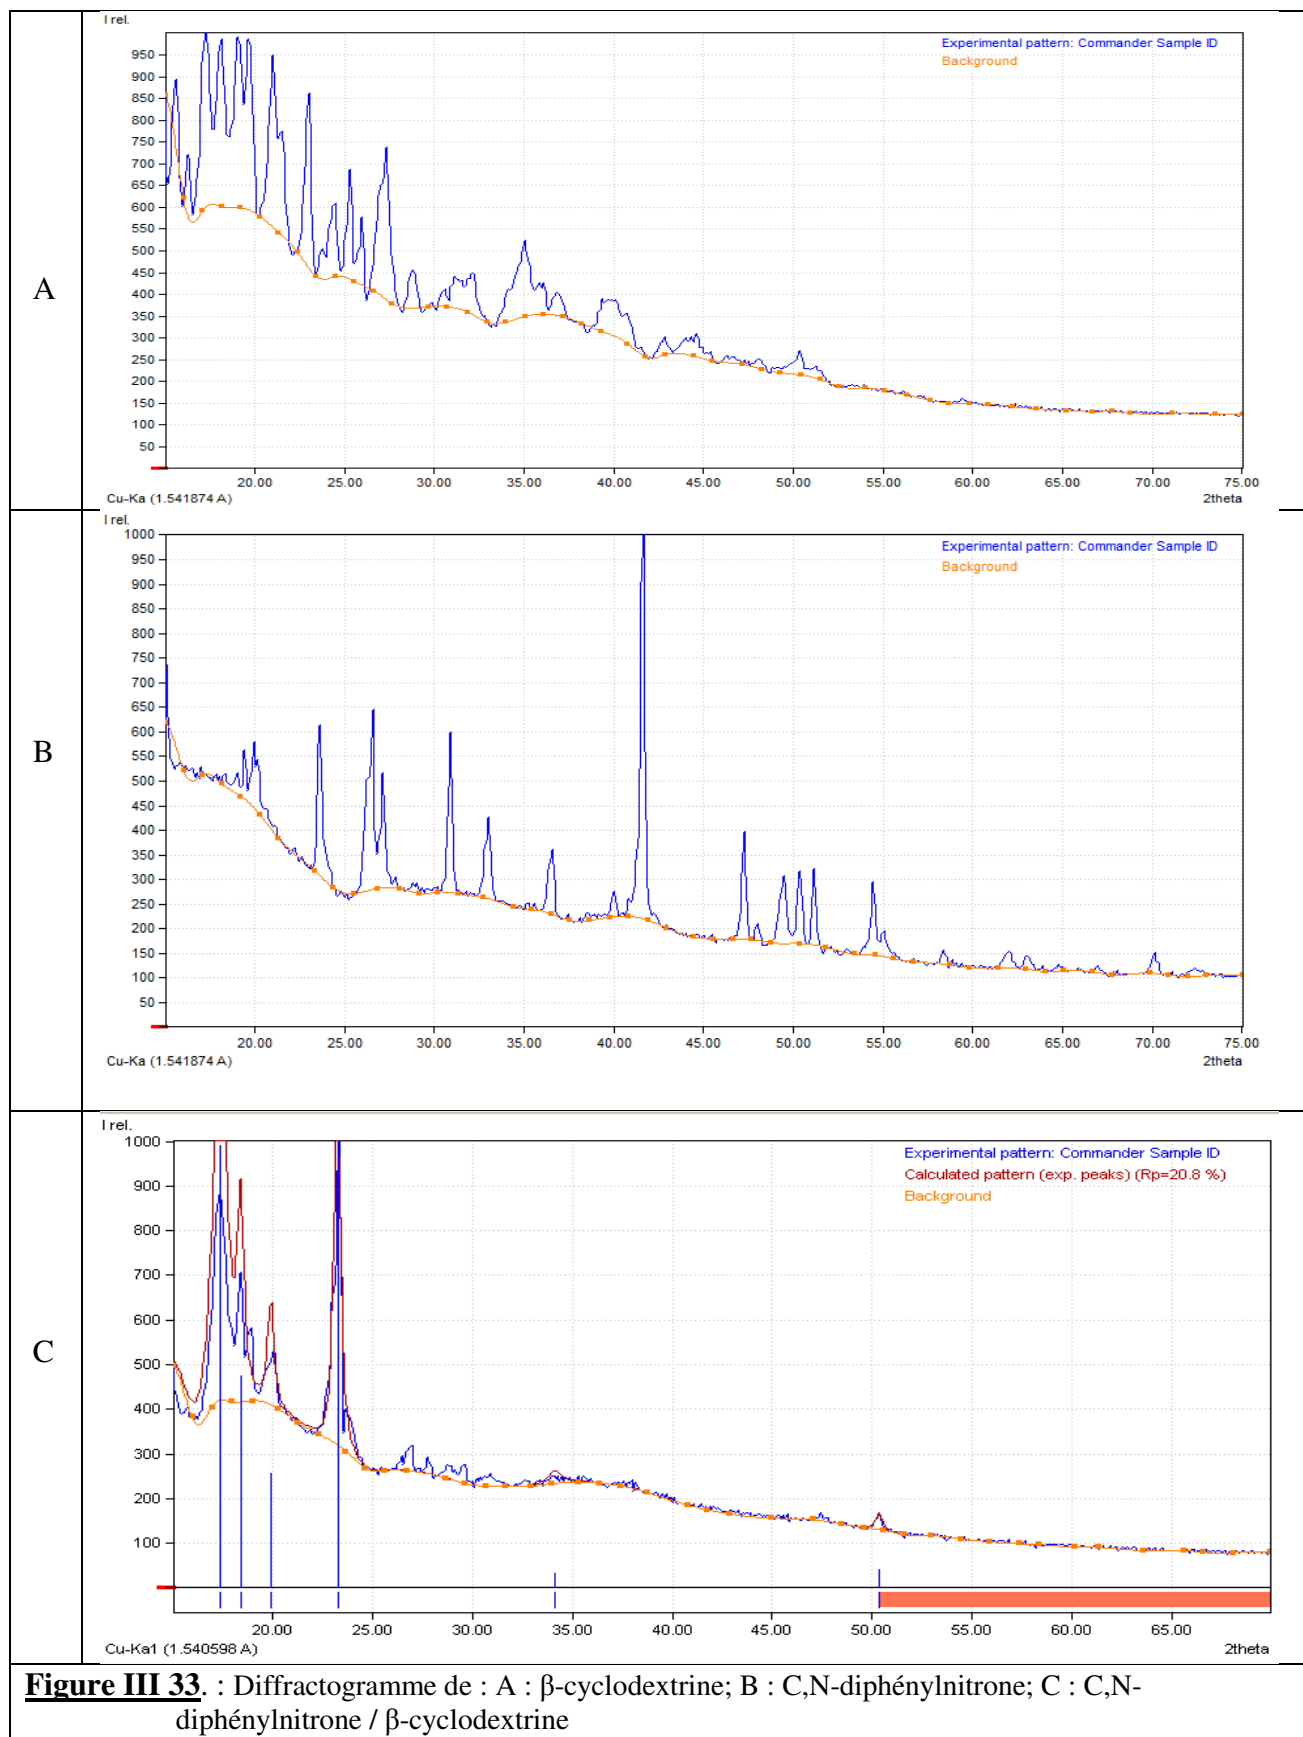 A
I rel.
Experimental pattern: Commander Sample ID
Background
950
900
850
800
750
700
650
600
550
500
450
400
350
300
250
200
150
100
50
20.00 25.00 30.00 35.00 40.00 45.00 50.00 55.00 60.00 65.00 70.00 75.00
Cu-Ka (1.541874 A) 2theta
B
I rel.
Experimental pattern: Commander Sample ID
Background
1000
950
900
850
800
750
700
650
600
550
500
450
400
350
300
250
200
150
100
50
20.00 25.00 30.00 35.00 40.00 45.00 50.00 55.00 60.00 65.00 70.00 75.00
Cu-Ka (1.541874 A) 2theta
C
I rel.
Experimental pattern: Commander Sample ID
Calculated pattern (exp. peaks) (Rp=20.8 %)
Background
1000
900
800
700
600
500
400
300
200
100
20.00 25.00 30.00 35.00 40.00 45.00 50.00 55.00 60.00 65.00
Cu-Ka1 (1.540598 A) 2theta
Figure III 33. : Diffractogramme de : A : β-cyclodextrine; B : C,N-diphénylnitrone; C : C,N-
diphénylnitrone / β-cyclodextrine